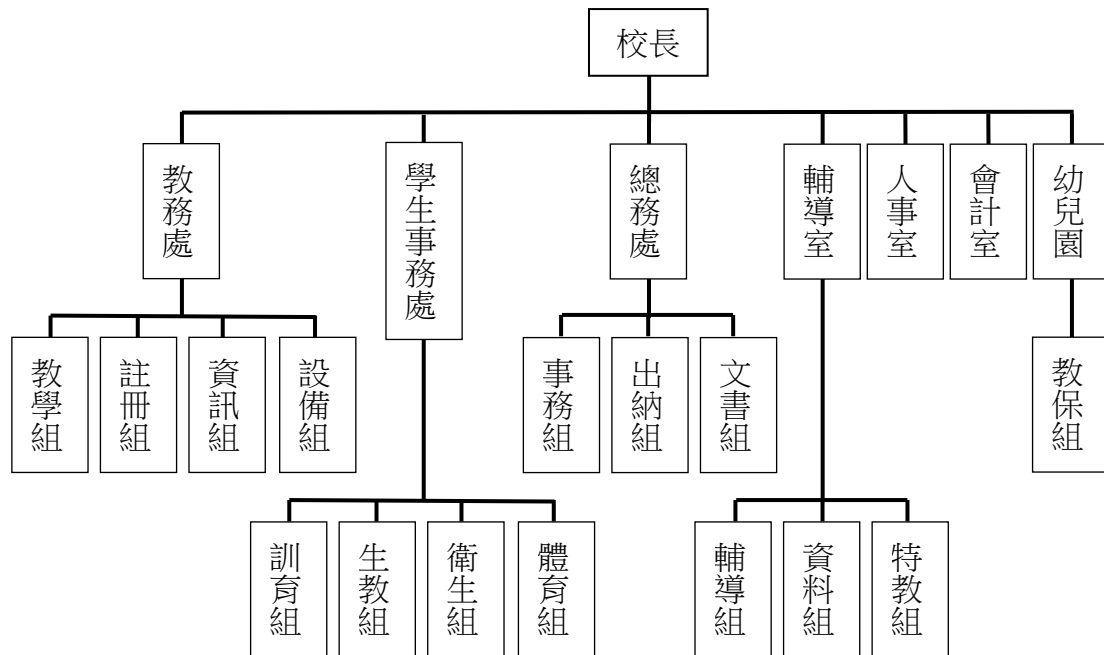 校長
教務處
學生事務處
總務處
輔導室
人事室
會計室
幼兒園
教學組
註冊組
資訊組
設備組
事務組
出納組
文書組
教保組
訓育組
生教組
衛生組
體育組
輔導組
資料組
特教組